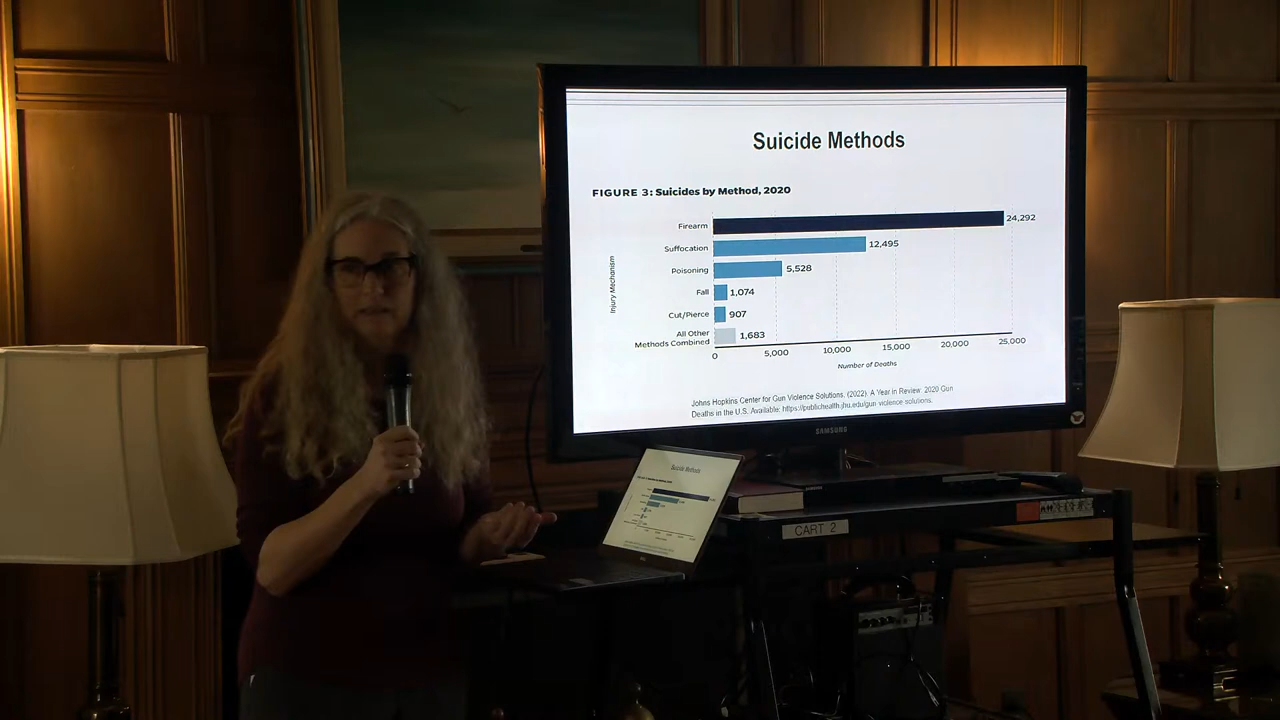 Suicide Methods
FIGURE 3: Suicides by Method, 2020
Injury Mechanism
Firearm 24,292
Suffocation 12,495
Poisoning 5,528
Fall 1,074
Cut/Pierce 907
All Other
Methods Combined 1,683
0 5,000 10,000 15,000 20,000 25,000
Number of Deaths
Johns Hopkins Center for Gun Violence Solutions. (2022). A Year in Review: 2020 Gun
Deaths in the U.S. Available: https://publichealth.jhu.edu/gun-violence-solutions.
SAMSUNG
Suicide Methods
CART 2